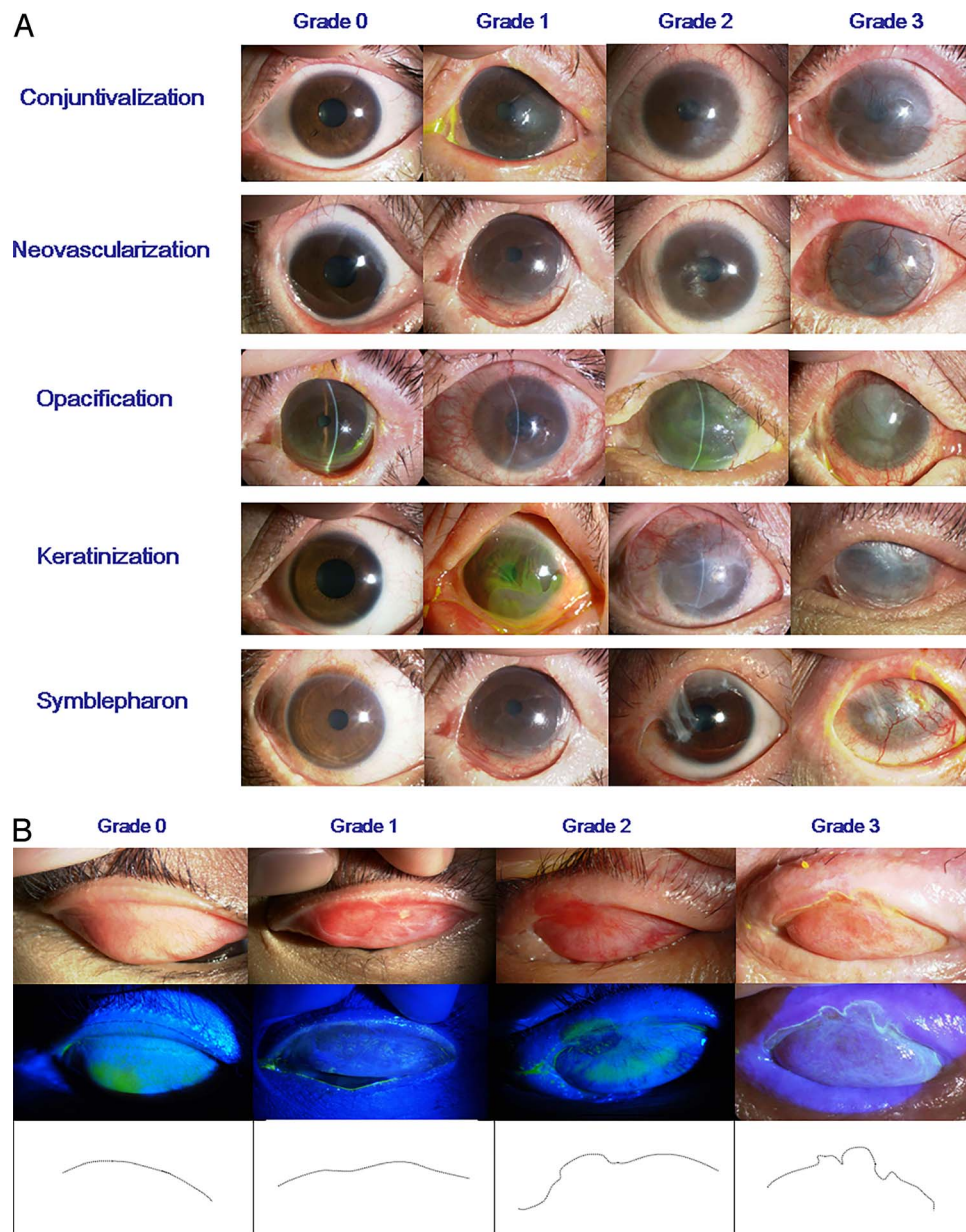 A
Grade 0 Grade 1 Grade 2 Grade 3
Conjuntivalization
Neovascularization
Opacification
Keratinization
Symblepharon
B
Grade 0 Grade 1 Grade 2 Grade 3